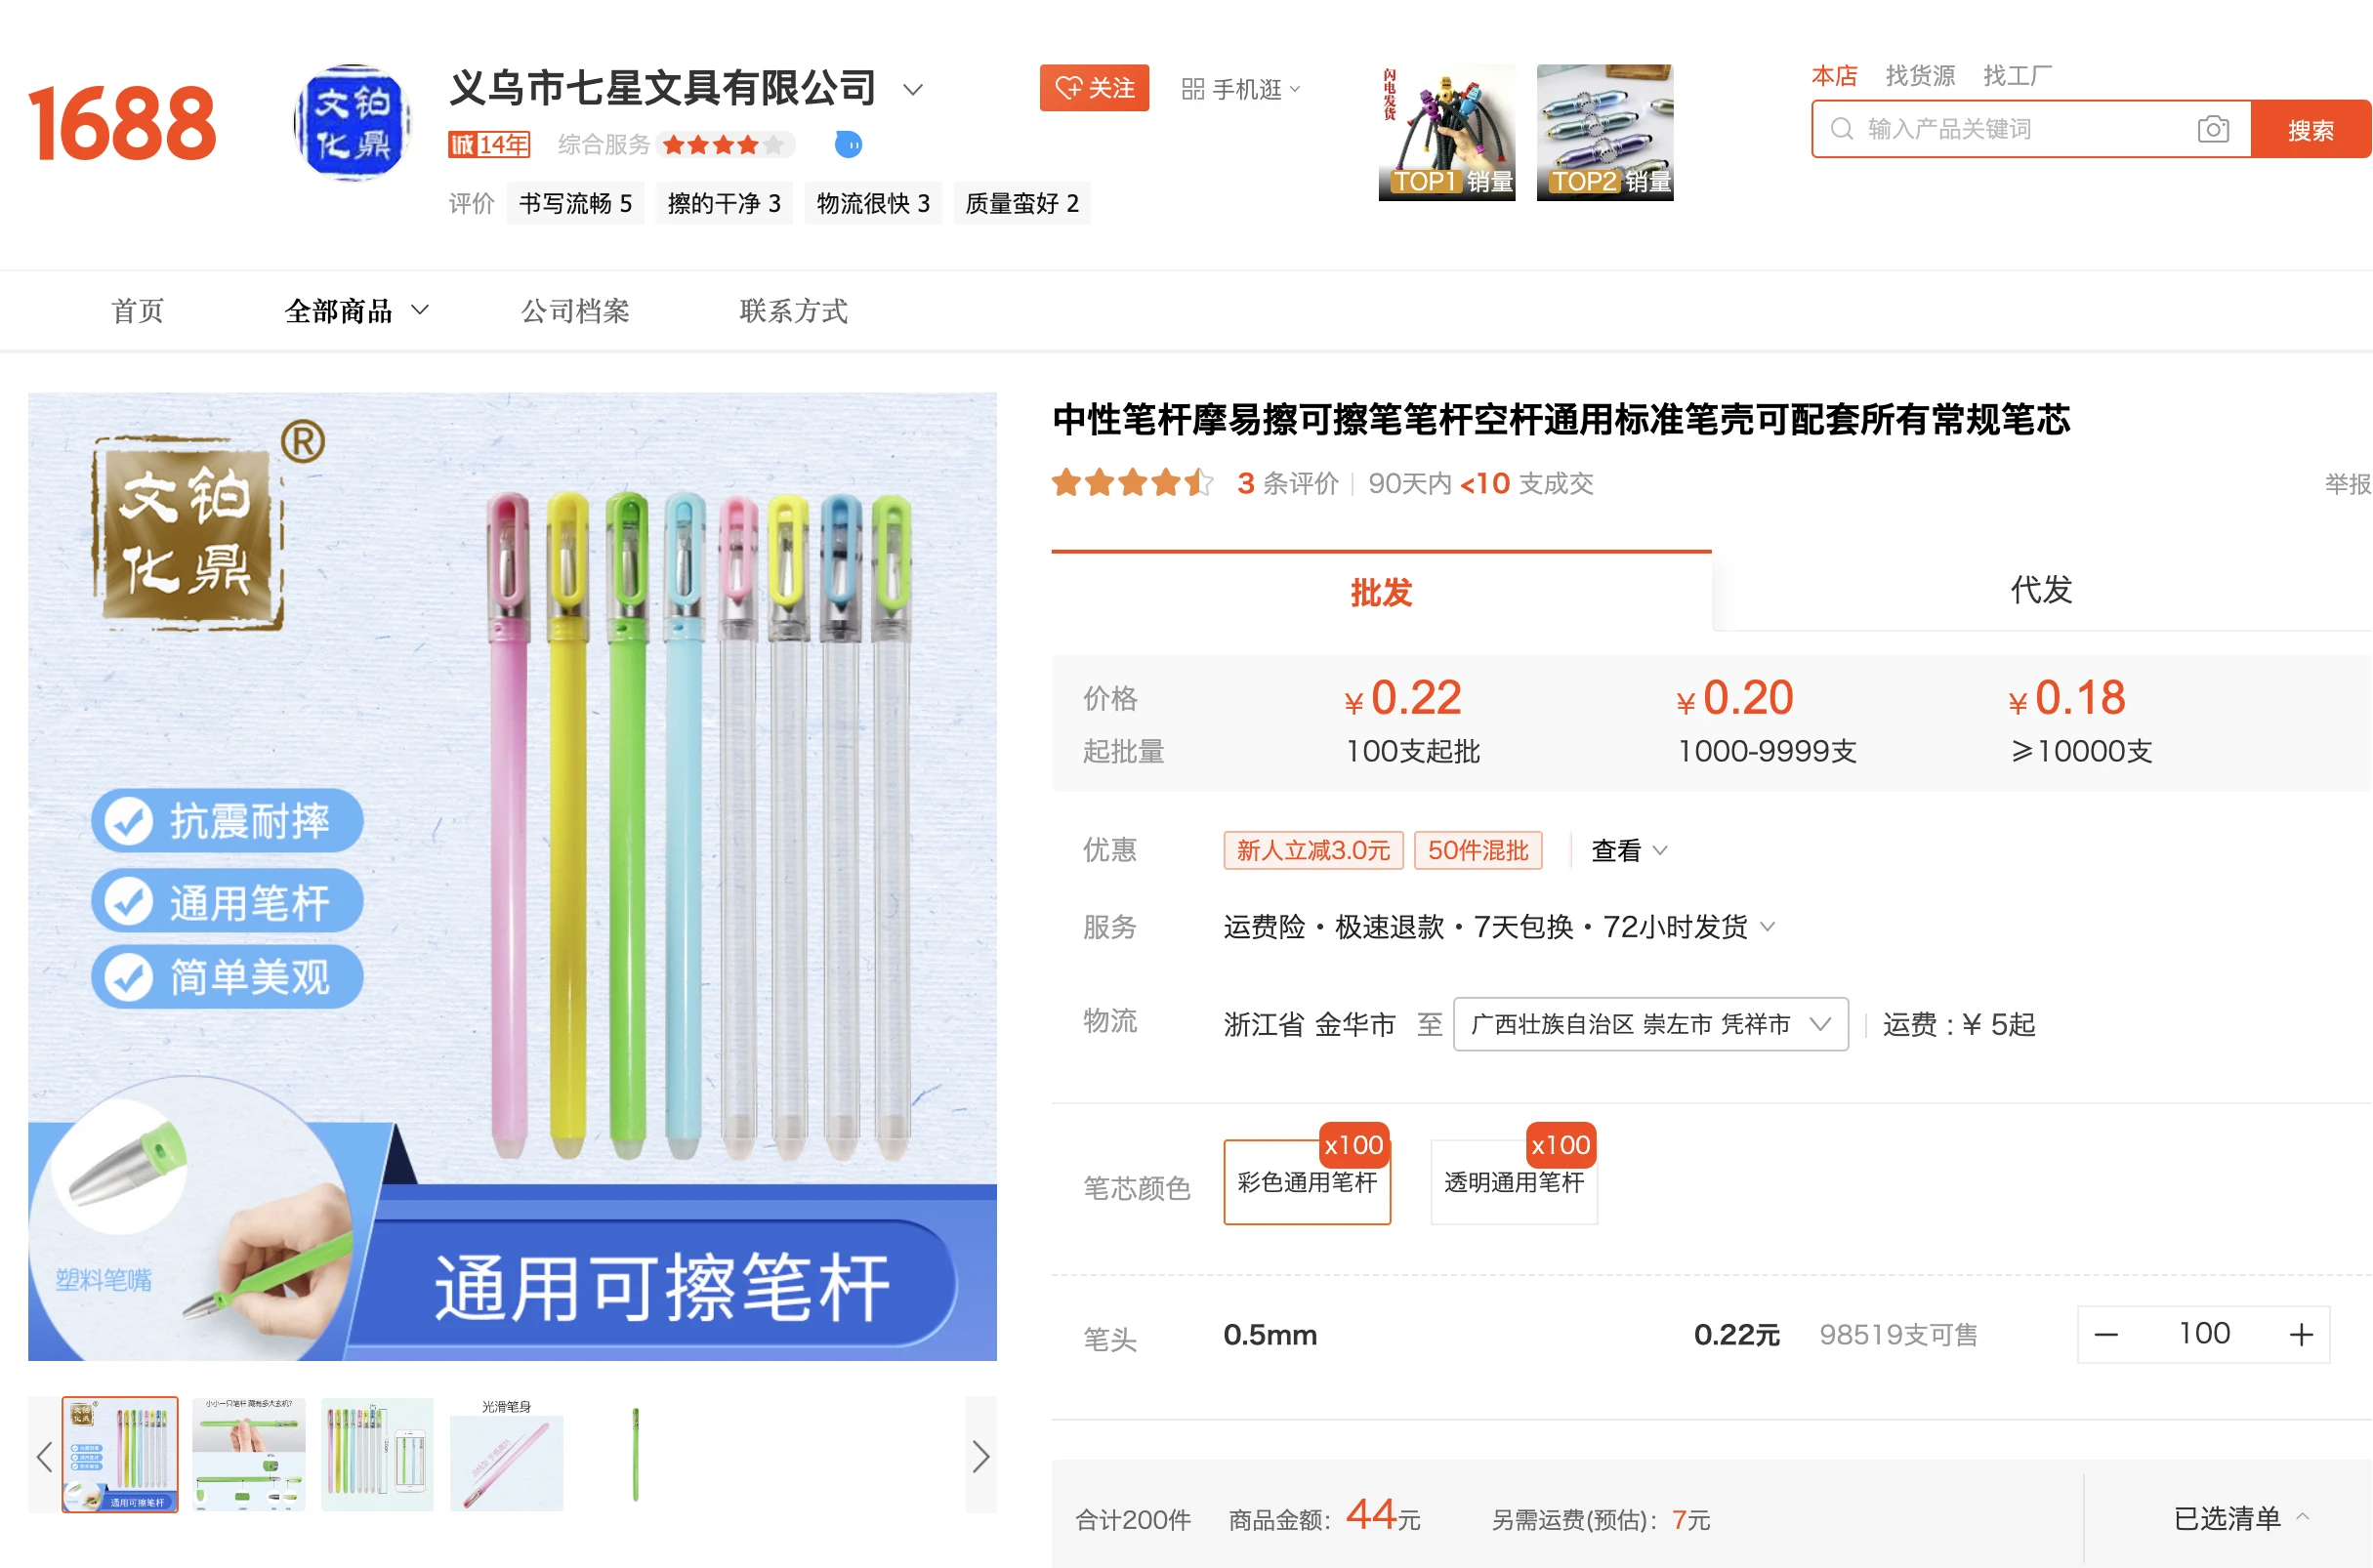 1688
文铂
化鼎
义乌市七星文具有限公司
诚 14年 综合服务
评价 书写流畅 5 擦的干净 3 物流很快 3 质量蛮好 2
关注
手机逛
闪电发货
TOP1 销量
TOP2 销量
本店 找货源 找工厂
输入产品关键词
搜索
首页 全部商品 公司档案 联系方式
®
文铂
化鼎
抗震耐摔
通用笔杆
简单美观
塑料笔嘴
通用可擦笔杆
小小一只笔杆 藏有多大玄机?
光滑笔身
中性笔杆摩易擦可擦笔笔杆空杆通用标准笔壳可配套所有常规笔芯
3 条评价 90天内 <10 支成交
举报
批发 代发
价格 ¥0.22 ¥0.20 ¥0.18
起批量 100支起批 1000-9999支 ≥10000支
优惠 新人立减3.0元 50件混批 查看
服务 运费险・极速退款・7天包换・72小时发货
物流 浙江省 金华市 至 广西壮族自治区 崇左市 凭祥市 运费 : ¥ 5起
x100 x100
笔芯颜色 彩色通用笔杆 透明通用笔杆
笔头 0.5mm 0.22元 98519支可售 − 100 +
合计200件 商品金额: 44元 另需运费(预估): 7元 已选清单